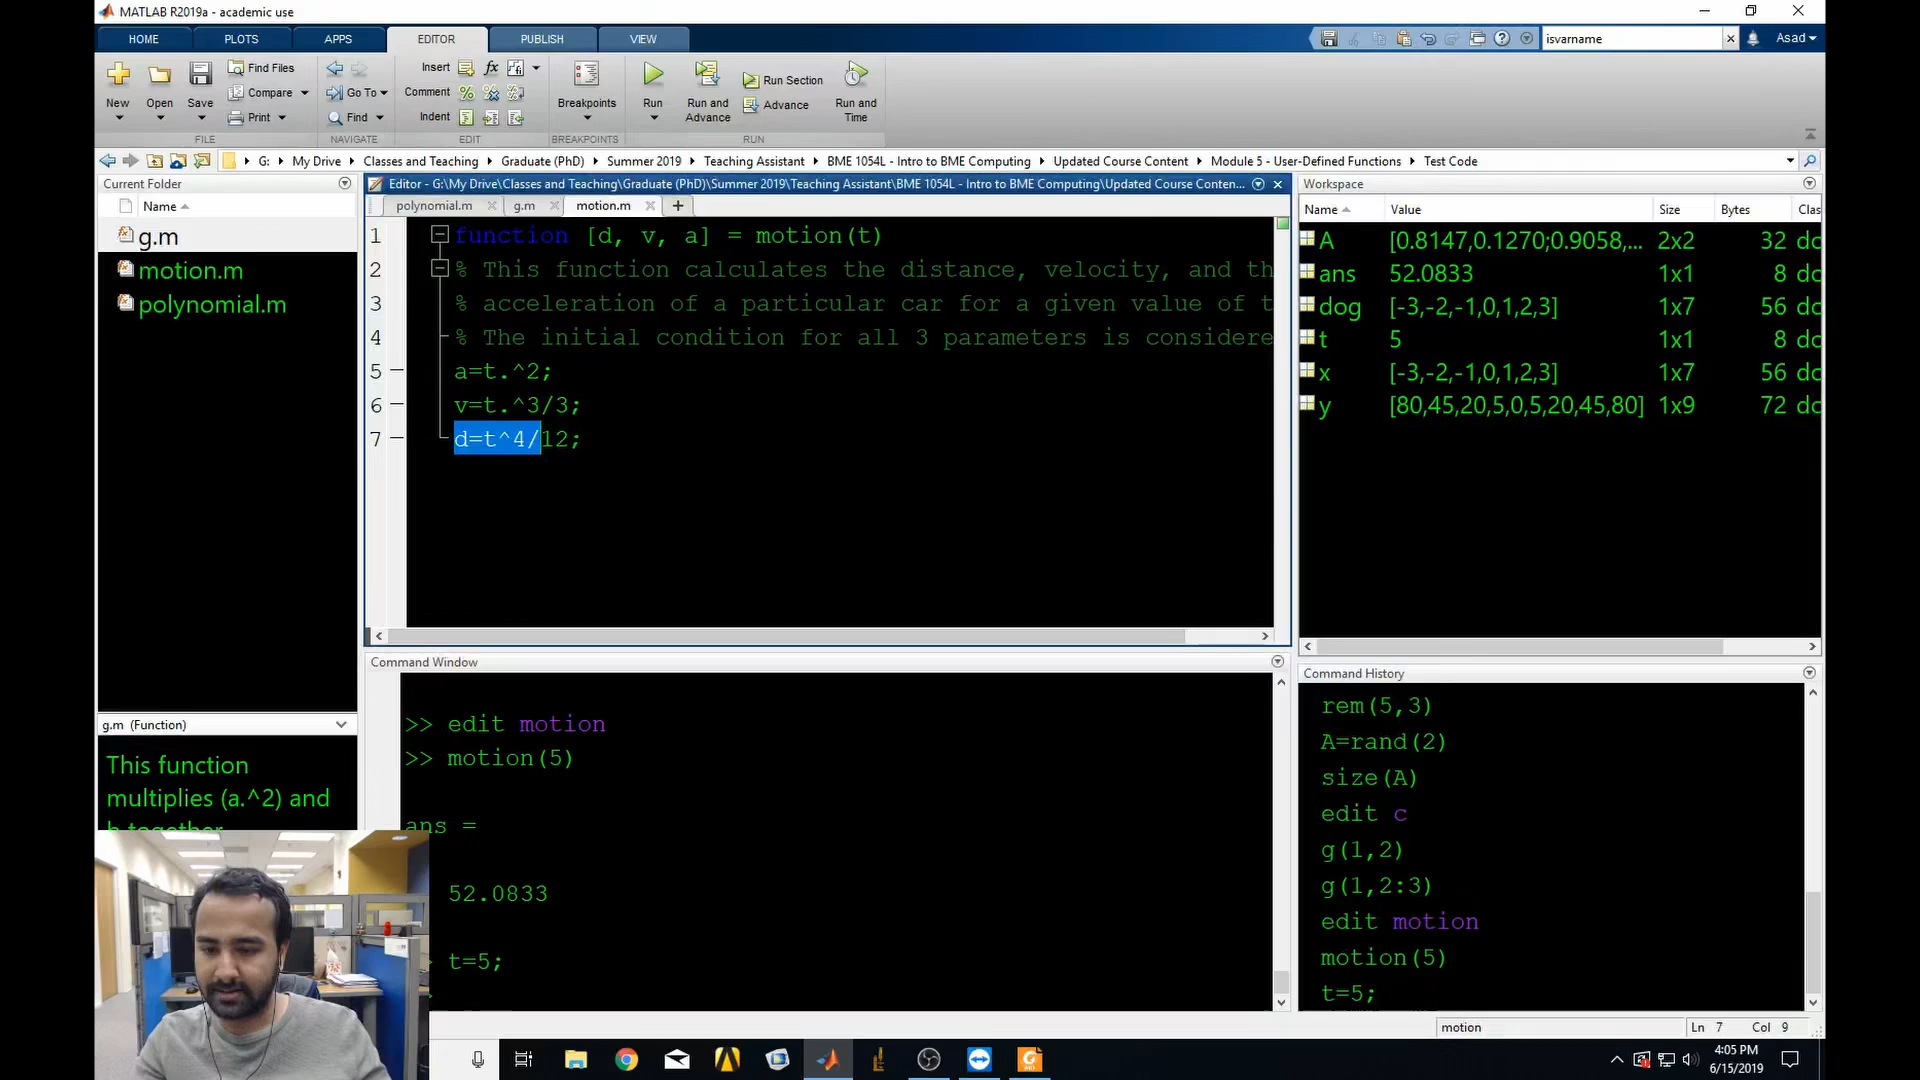 MATLAB R2019a - academic use
HOME
PLOTS
APPS
EDITOR
PUBLISH
VIEW
isvarname
Asad
New
Open
Save
Find Files
Compare
Print
Go To
Find
Insert
fx
Comment
Indent
Breakpoints
Run
Run and
Advance
Run Section
Advance
Run and
Time
FILE
NAVIGATE
EDIT
BREAKPOINTS
RUN
G: My Drive Classes and Teaching Graduate (PhD) Summer 2019 Teaching Assistant BME 1054L - Intro to BME Computing Updated Course Content Module 5 - User-Defined Functions Test Code
Current Folder
Name
g.m
motion.m
polynomial.m
g.m (Function)
This function
multiplies (a.^2) and
b together
Editor - G:\My Drive\Classes and Teaching\Graduate (PhD)\Summer 2019\Teaching Assistant\BME 1054L - Intro to BME Computing\Updated Course Conten...
polynomial.m
g.m
motion.m
1 function [d, v, a] = motion(t)
2 % This function calculates the distance, velocity, and th
3 % acceleration of a particular car for a given value of t
4 % The initial condition for all 3 parameters is considere
5 a=t.^2;
6 v=t.^3/3;
7 d=t^4/12;
Command Window
>> edit motion
>> motion(5)
ans =
52.0833
t=5;
Workspace
Name Value Size Bytes Clas
A [0.8147,0.1270;0.9058,... 2x2 32 dc
ans 52.0833 1x1 8 dc
dog [-3,-2,-1,0,1,2,3] 1x7 56 dc
t 5 1x1 8 dc
x [-3,-2,-1,0,1,2,3] 1x7 56 dc
y [80,45,20,5,0,5,20,45,80] 1x9 72 dc
Command History
rem(5,3)
A=rand(2)
size(A)
edit c
g(1,2)
g(1,2:3)
edit motion
motion(5)
t=5;
motion
Ln 7 Col 9
4:05 PM
6/15/2019